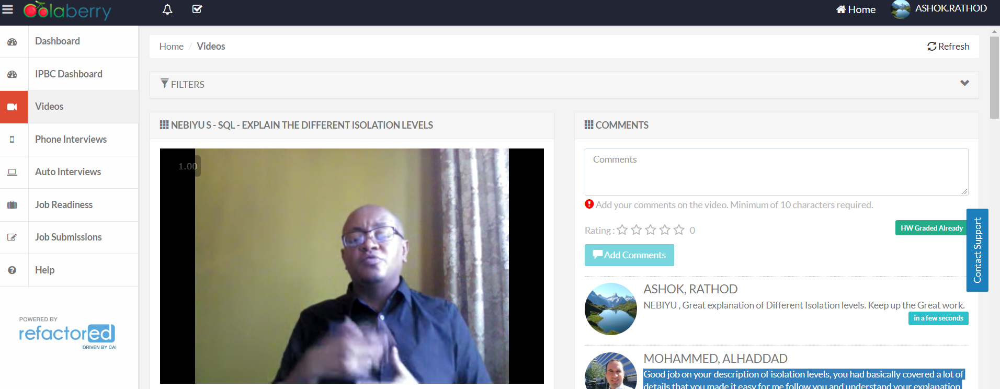 Colaberry
Home
ASHOK.RATHOD
Dashboard
IPBC Dashboard
Videos
Phone Interviews
Auto Interviews
Job Readiness
Job Submissions
Help
POWERED BY
refactored
DRIVEN BY CAI
Home / Videos
Refresh
FILTERS
NEBIYU S - SQL - EXPLAIN THE DIFFERENT ISOLATION LEVELS
1.00
COMMENTS
Comments
Add your comments on the video. Minimum of 10 characters required.
Rating : 0
HW Graded Already
Add Comments
Contact Support
ASHOK, RATHOD
NEBIYU , Great explanation of Different Isolation levels. Keep up the Great work.
in a few seconds
MOHAMMED, ALHADDAD
Good job on your description of isolation levels, you had basically covered a lot of
details that you made it easy for me follow you and understand your explanation